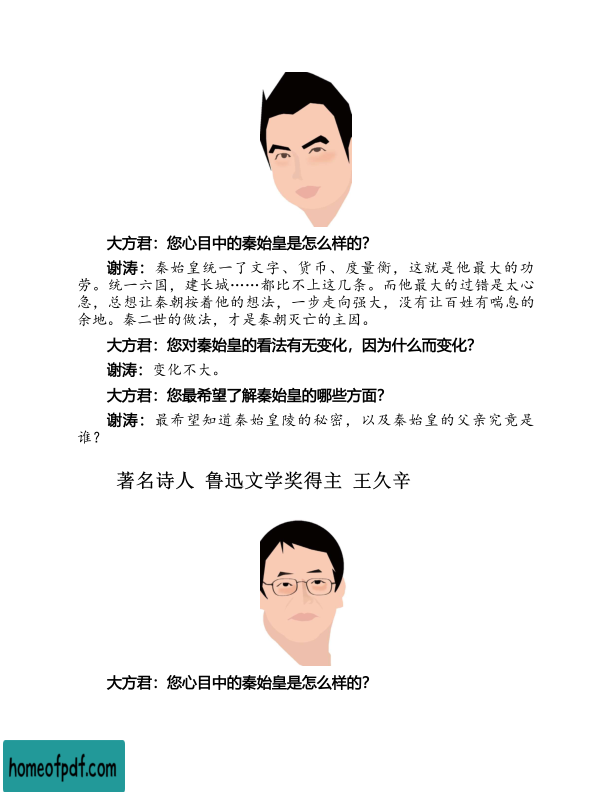 大方君：您心目中的秦始皇是怎么样的？
谢涛：秦始皇统一了文字、货币、度量衡，这就是他最大的功
劳。统一六国，建长城……都比不上这几条。而他最大的过错是太心
急，总想让秦朝按着他的想法，一步走向强大，没有让百姓有喘息的
余地。秦二世的做法，才是秦朝灭亡的主因。
大方君：您对秦始皇的看法有无变化，因为什么而变化？
谢涛：变化不大。
大方君：您最希望了解秦始皇的哪些方面？
谢涛：最希望知道秦始皇陵的秘密，以及秦始皇的父亲究竟是
谁？
著名诗人 鲁迅文学奖得主 王久辛
大方君：您心目中的秦始皇是怎么样的？
homeofpdf.com